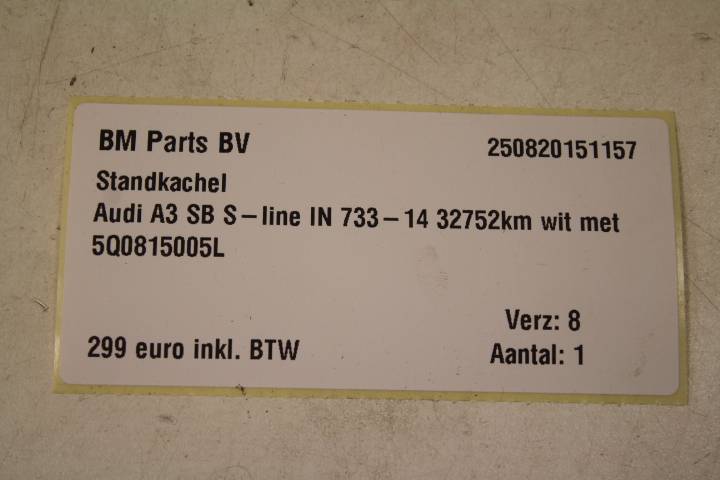 BM Parts BV 250820151157
Standkachel
Audi A3 SB S-line IN 733-14 32752km wit met
5Q0815005L
Verz: 8
299 euro inkl. BTW Aantal: 1